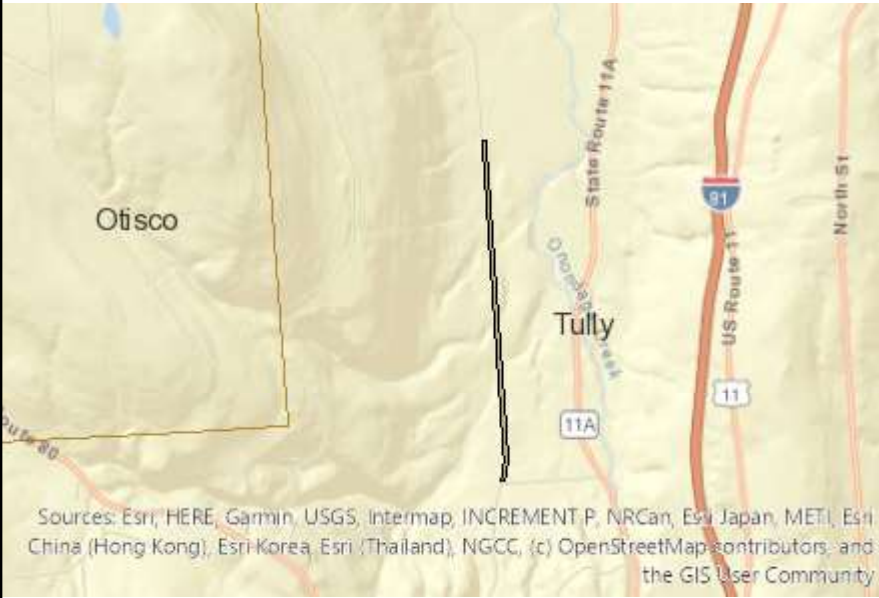 State Route 11A
91
North St
Otisco
Onondaga Creek
Tully
US Route 11
11
11A
oute 80
Sources: Esri, HERE, Garmin, USGS, Intermap, INCREMENT P, NRCan, Esri Japan, METI, Esri
China (Hong Kong), Esri Korea, Esri (Thailand), NGCC, (c) OpenStreetMap contributors, and
the GIS User Community